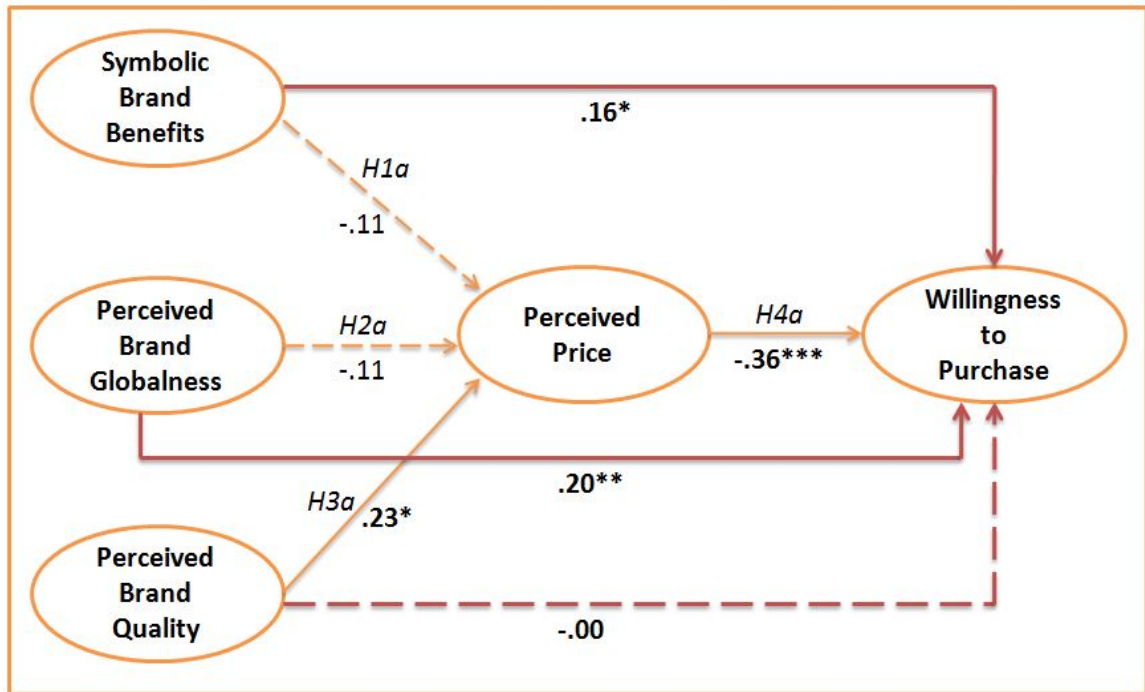 Symbolic
Brand
Benefits
.16*
H1a
-.11
Perceived
Brand
Globalness
H2a
-.11
Perceived
Price
H4a
-.36***
Willingness
to
Purchase
.20**
H3a
.23*
Perceived
Brand
Quality
-.00